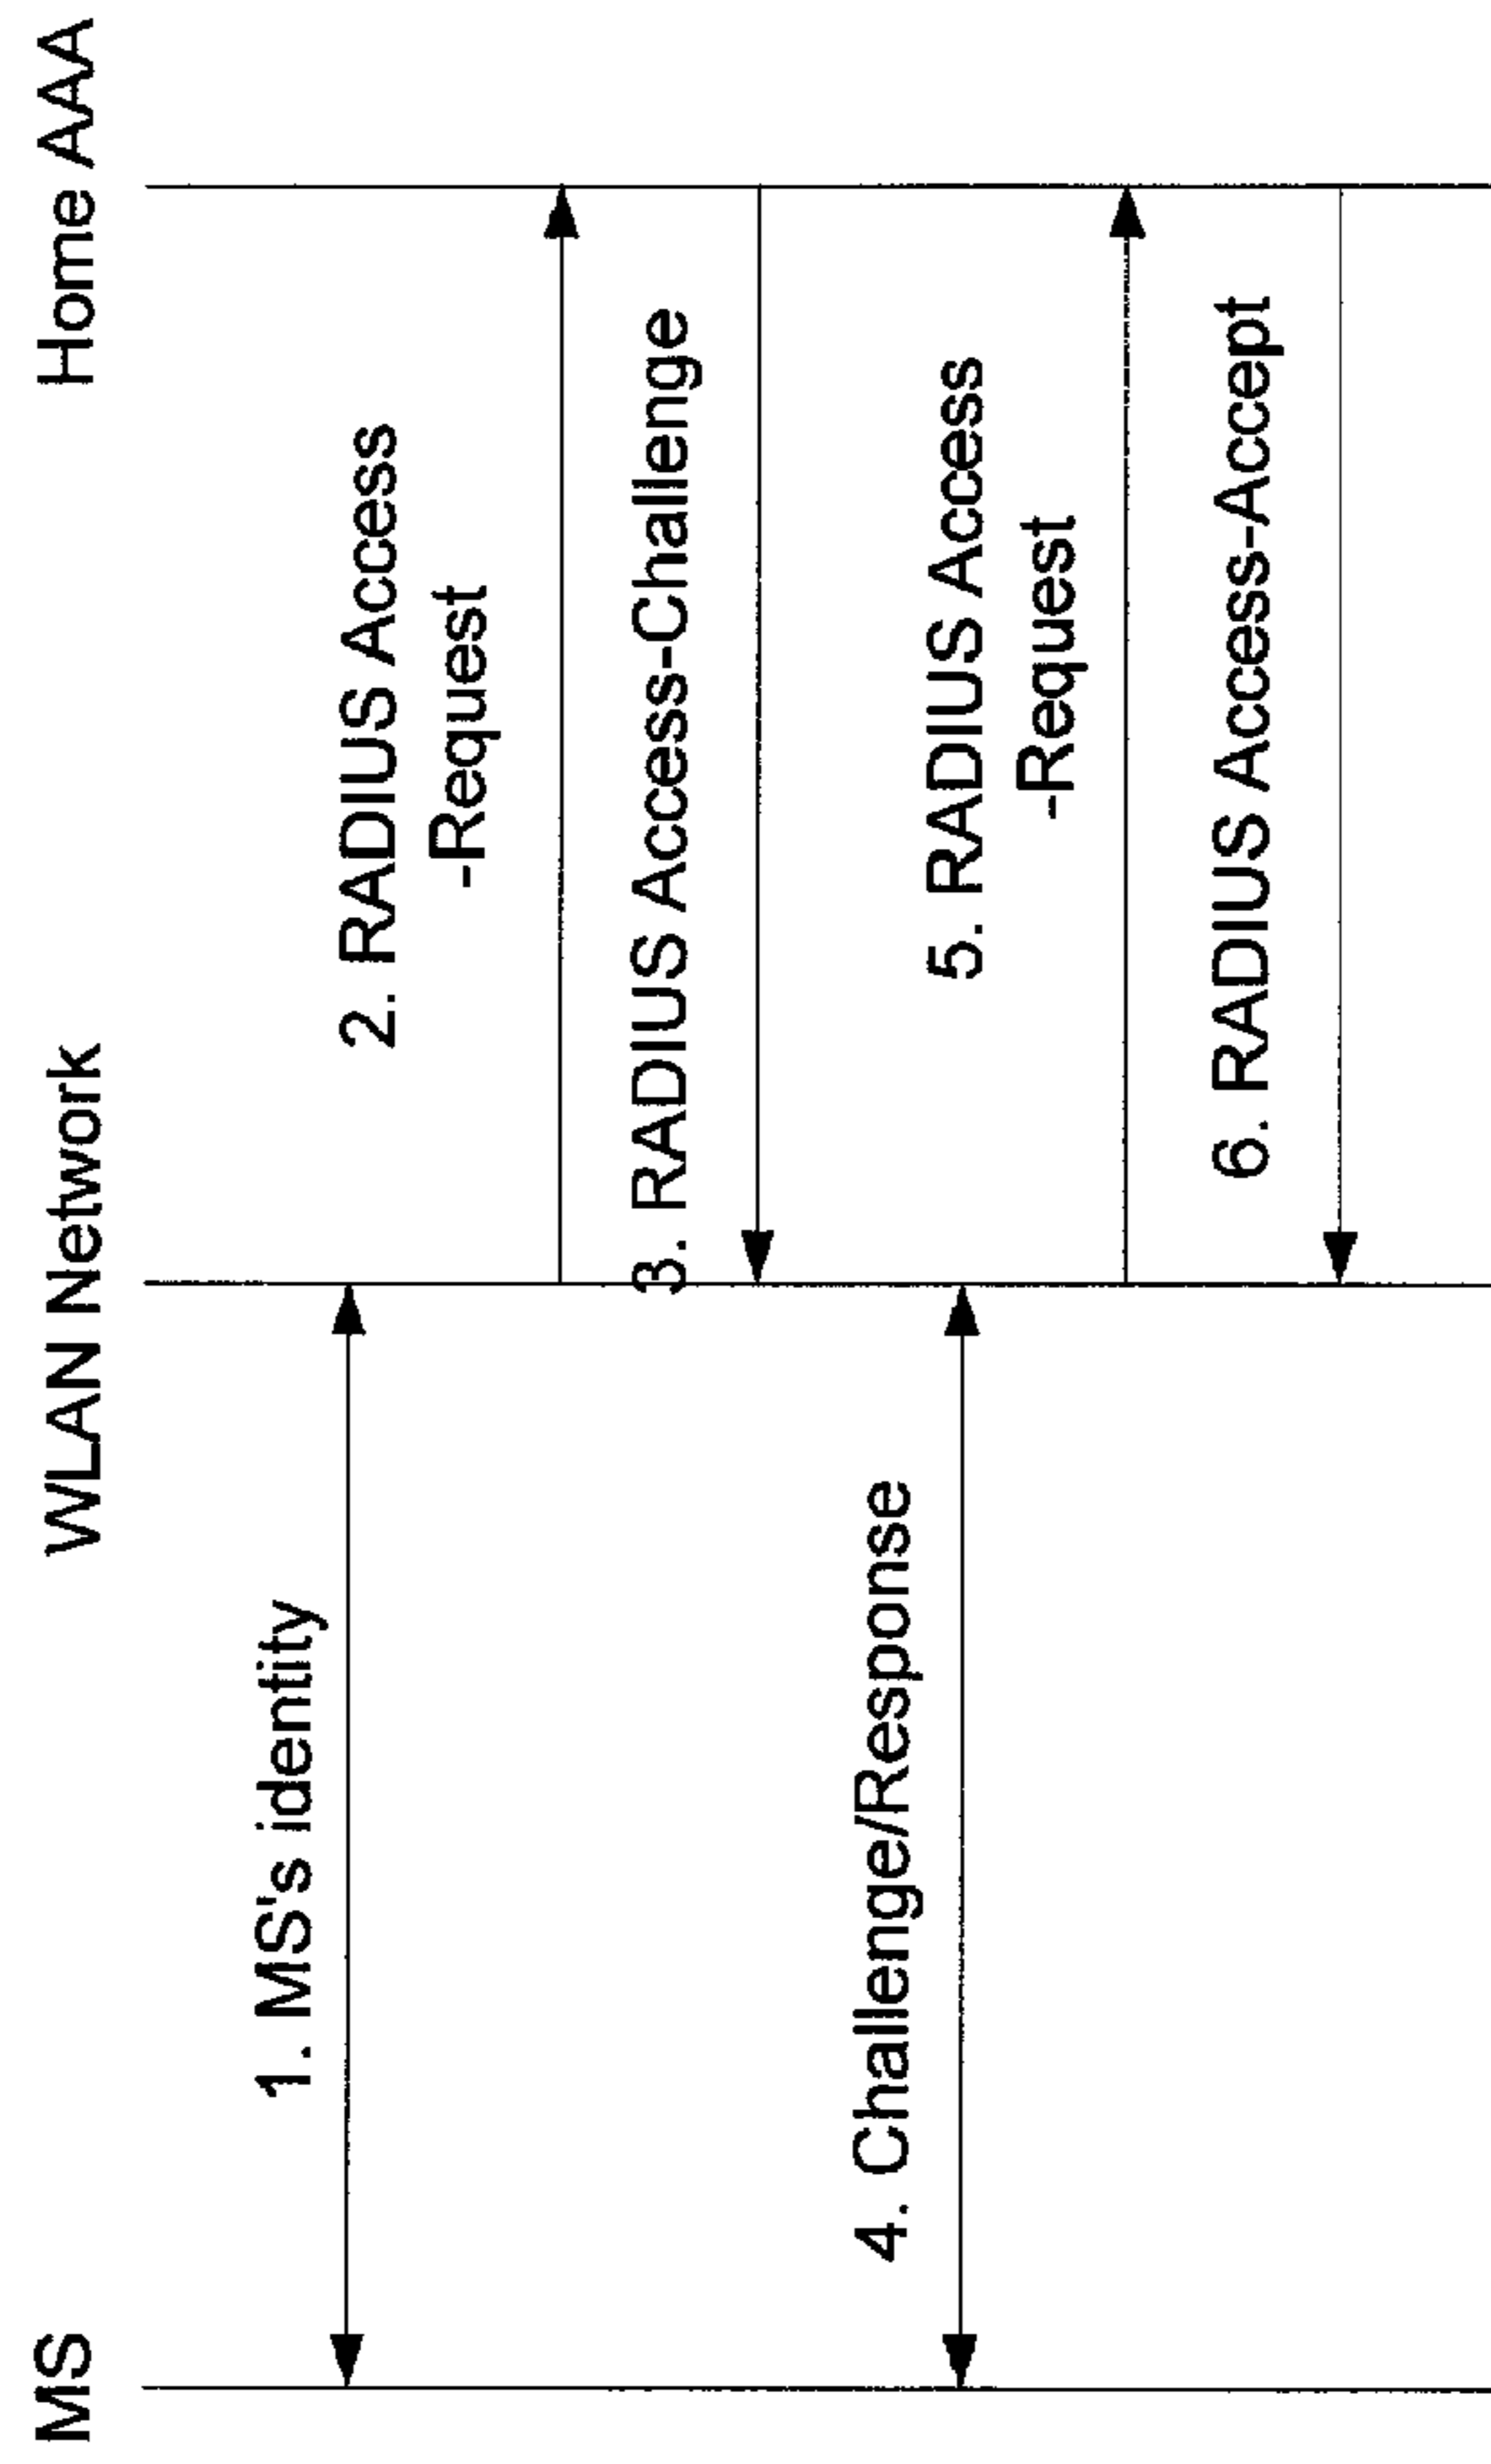 MS
WLAN Network
Home AAA
1. MS's identity
2. RADIUS Access
-Request
3. RADIUS Access-Challenge
4. Challenge/Response
5. RADIUS Access
-Request
6. RADIUS Access-Accept